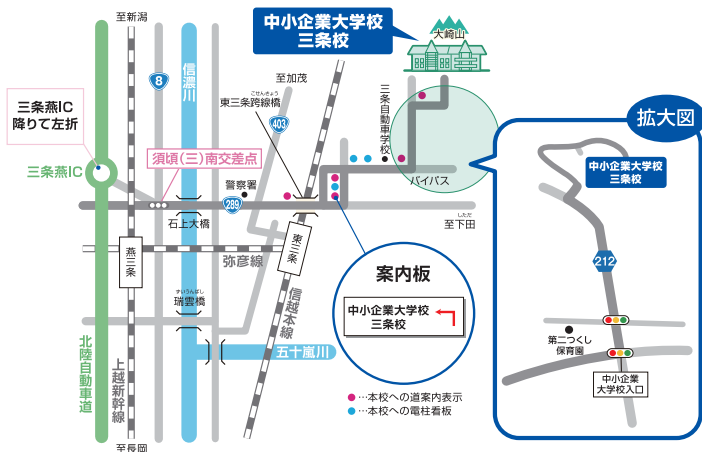 至新潟
中小企業大学校
三条校
大崎山
8
信濃川
至加茂
こせんきょう
東三条跨線橋
403
三条自動車学校
三条燕IC
降りて左折
三条燕IC
須頃（三）南交差点
警察署
289
石上大橋
バイパス
しただ
至下田
燕三条
弥彦線
東三条
ずいうんばし
瑞雲橋
信越本線
五十嵐川
北陸自動車道
上越新幹線
至長岡
案内板
中小企業大学校
三条校
●…本校への道案内表示
●…本校への電柱看板
拡大図
中小企業大学校
三条校
212
第二つくし
保育園
中小企業
大学校入口